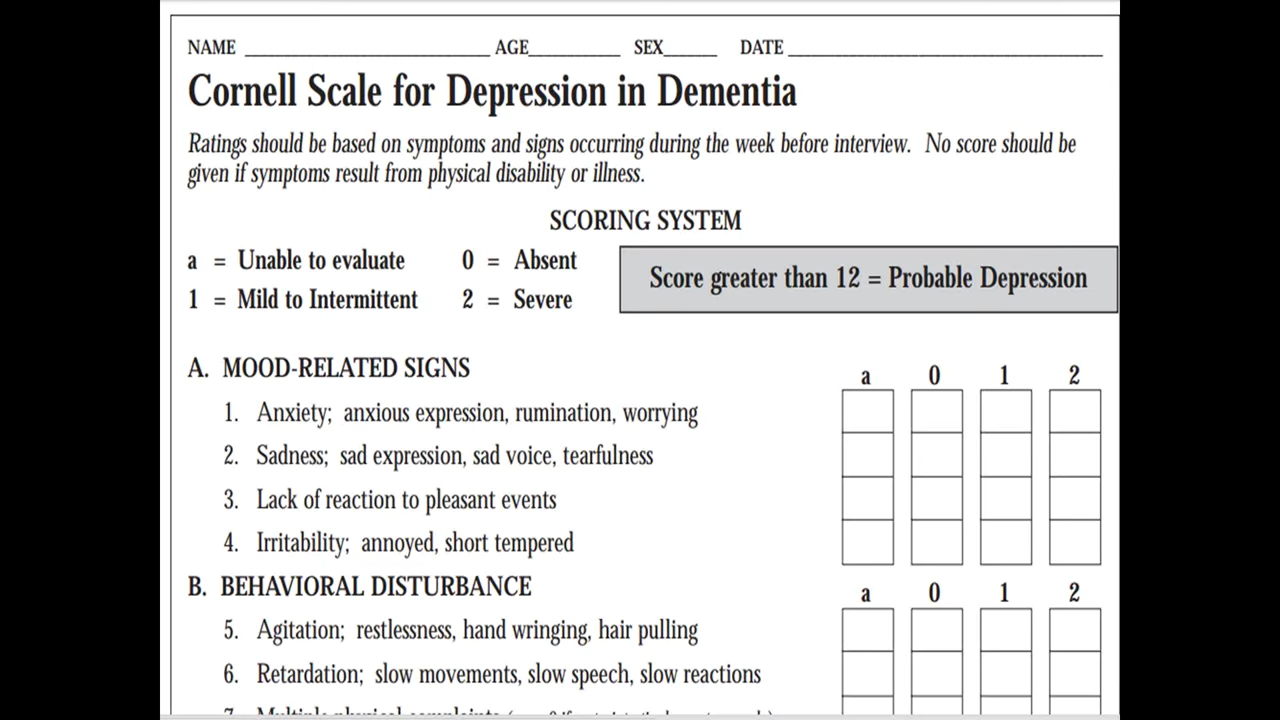 NAME AGE SEX DATE
Cornell Scale for Depression in Dementia
Ratings should be based on symptoms and signs occurring during the week before interview. No score should be
given if symptoms result from physical disability or illness.
SCORING SYSTEM
a = Unable to evaluate 0 = Absent
1 = Mild to Intermittent 2 = Severe
Score greater than 12 = Probable Depression
A. MOOD-RELATED SIGNS a 0 1 2
1. Anxiety; anxious expression, rumination, worrying
2. Sadness; sad expression, sad voice, tearfulness
3. Lack of reaction to pleasant events
4. Irritability; annoyed, short tempered
B. BEHAVIORAL DISTURBANCE a 0 1 2
5. Agitation; restlessness, hand wringing, hair pulling
6. Retardation; slow movements, slow speech, slow reactions
7. Multiple physical complaints